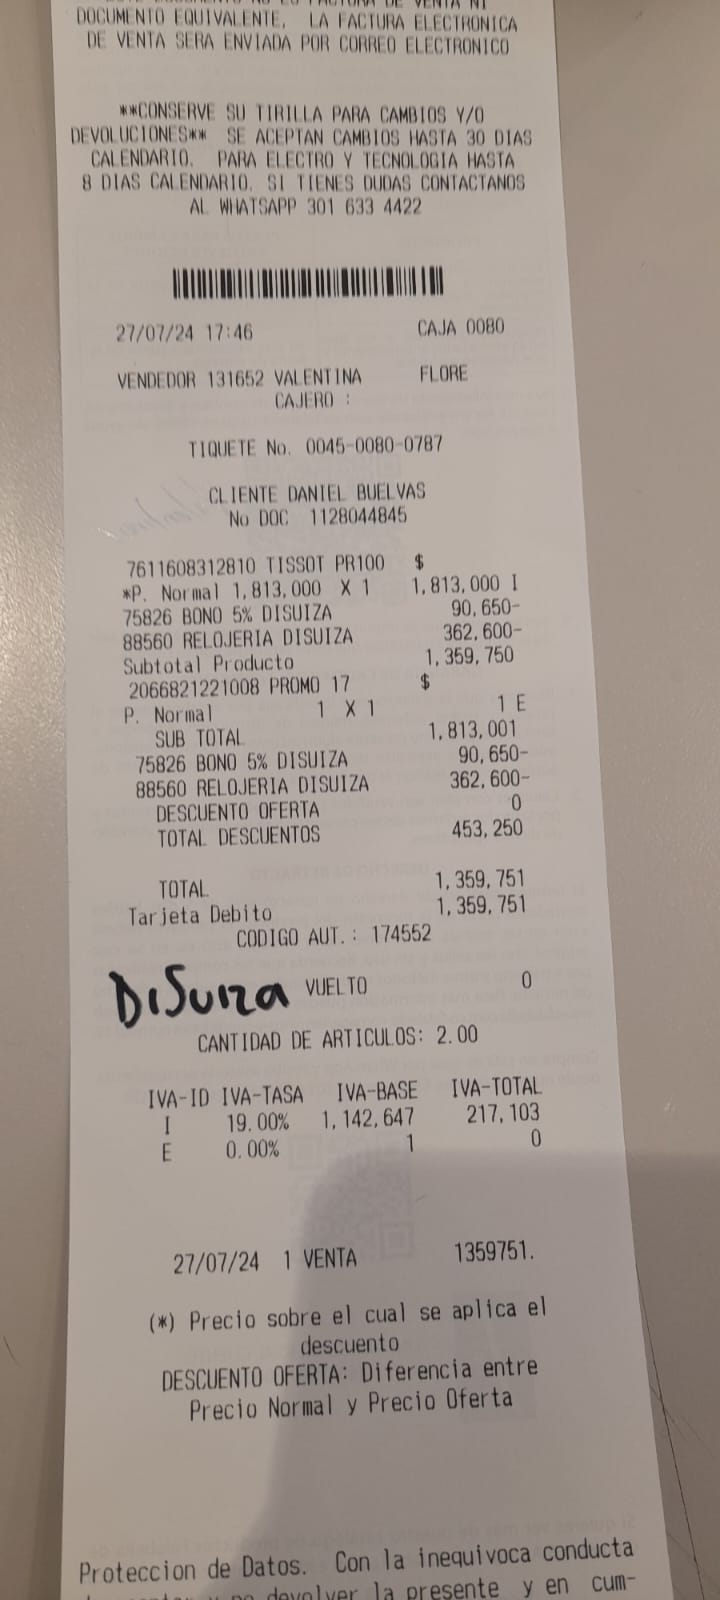 DOCUMENTO EQUIVALENTE, LA FACTURA ELECTRONICA
DE VENTA SERA ENVIADA POR CORREO ELECTRONICO
**CONSERVE SU TIRILLA PARA CAMBIOS Y/O
DEVOLUCIONES** SE ACEPTAN CAMBIOS HASTA 30 DIAS
CALENDARIO. PARA ELECTRO Y TECNOLOGIA HASTA
8 DIAS CALENDARIO. SI TIENES DUDAS CONTACTANOS
AL WHATSAPP 301 633 4422
27/07/24 17:46 CAJA 0080
VENDEDOR 131652 VALENTINA FLORE
CAJERO :
TIQUETE No. 0045-0080-0787
CLIENTE DANIEL BUELVAS
No DOC 1128044845
7611608312810 TISSOT PR100 $
*P. Normal 1,813,000 X 1 1,813,000 I
75826 BONO 5% DISUIZA 90,650-
88560 RELOJERIA DISUIZA 362,600-
Subtotal Producto 1,359,750
2066821221008 PROMO 17 $
P. Normal 1 X 1 1 E
SUB TOTAL 1,813,001
75826 BONO 5% DISUIZA 90,650-
88560 RELOJERIA DISUIZA 362,600-
DESCUENTO OFERTA 0
TOTAL DESCUENTOS 453,250
TOTAL 1,359,751
Tarjeta Debito 1,359,751
CODIGO AUT.: 174552
DiSuiza VUELTO 0
CANTIDAD DE ARTICULOS: 2.00
IVA-ID IVA-TASA IVA-BASE IVA-TOTAL
I 19.00% 1,142,647 217,103
E 0.00% 1 0
27/07/24 1 VENTA 1359751.
(*) Precio sobre el cual se aplica el
descuento
DESCUENTO OFERTA: Diferencia entre
Precio Normal y Precio Oferta
Proteccion de Datos. Con la inequivoca conducta
devolver la presente y en cum-